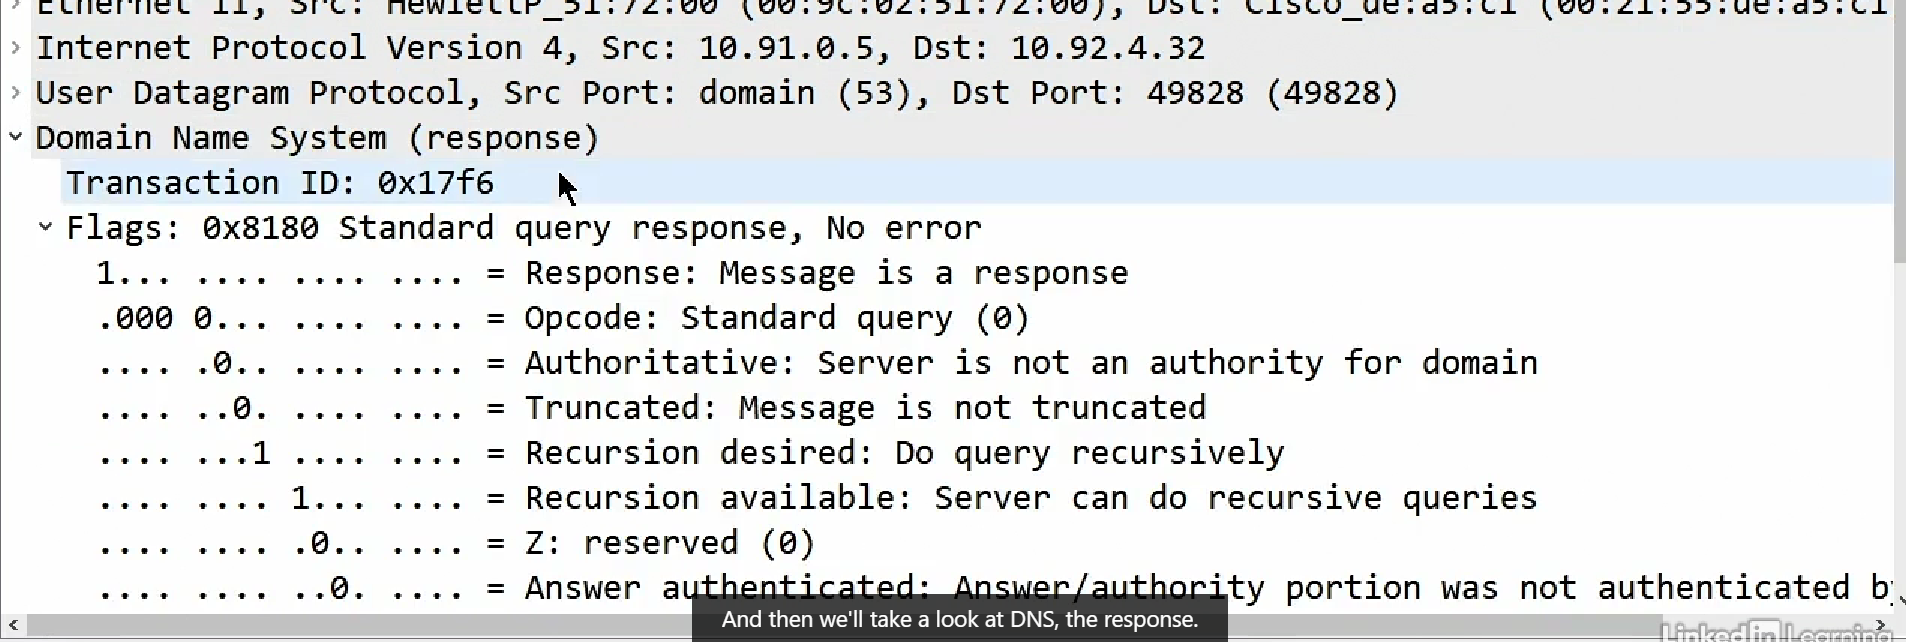 Ethernet II, Src: HewlettP_51:72:00 (00:9c:02:51:72:00), Dst: Cisco_de:a5:c1 (00:21:55:de:a5:c1
Internet Protocol Version 4, Src: 10.91.0.5, Dst: 10.92.4.32
User Datagram Protocol, Src Port: domain (53), Dst Port: 49828 (49828)
Domain Name System (response)
Transaction ID: 0x17f6
Flags: 0x8180 Standard query response, No error
1... .... .... .... = Response: Message is a response
.000 0... .... .... = Opcode: Standard query (0)
.... .0.. .... .... = Authoritative: Server is not an authority for domain
.... ..0. .... .... = Truncated: Message is not truncated
.... ...1 .... .... = Recursion desired: Do query recursively
.... .... 1... .... = Recursion available: Server can do recursive queries
.... .... .0.. .... = Z: reserved (0)
.... .... ..0. .... = Answer authenticated: Answer/authority portion was not authenticated by
And then we'll take a look at DNS, the response.
LinkedIn Learning